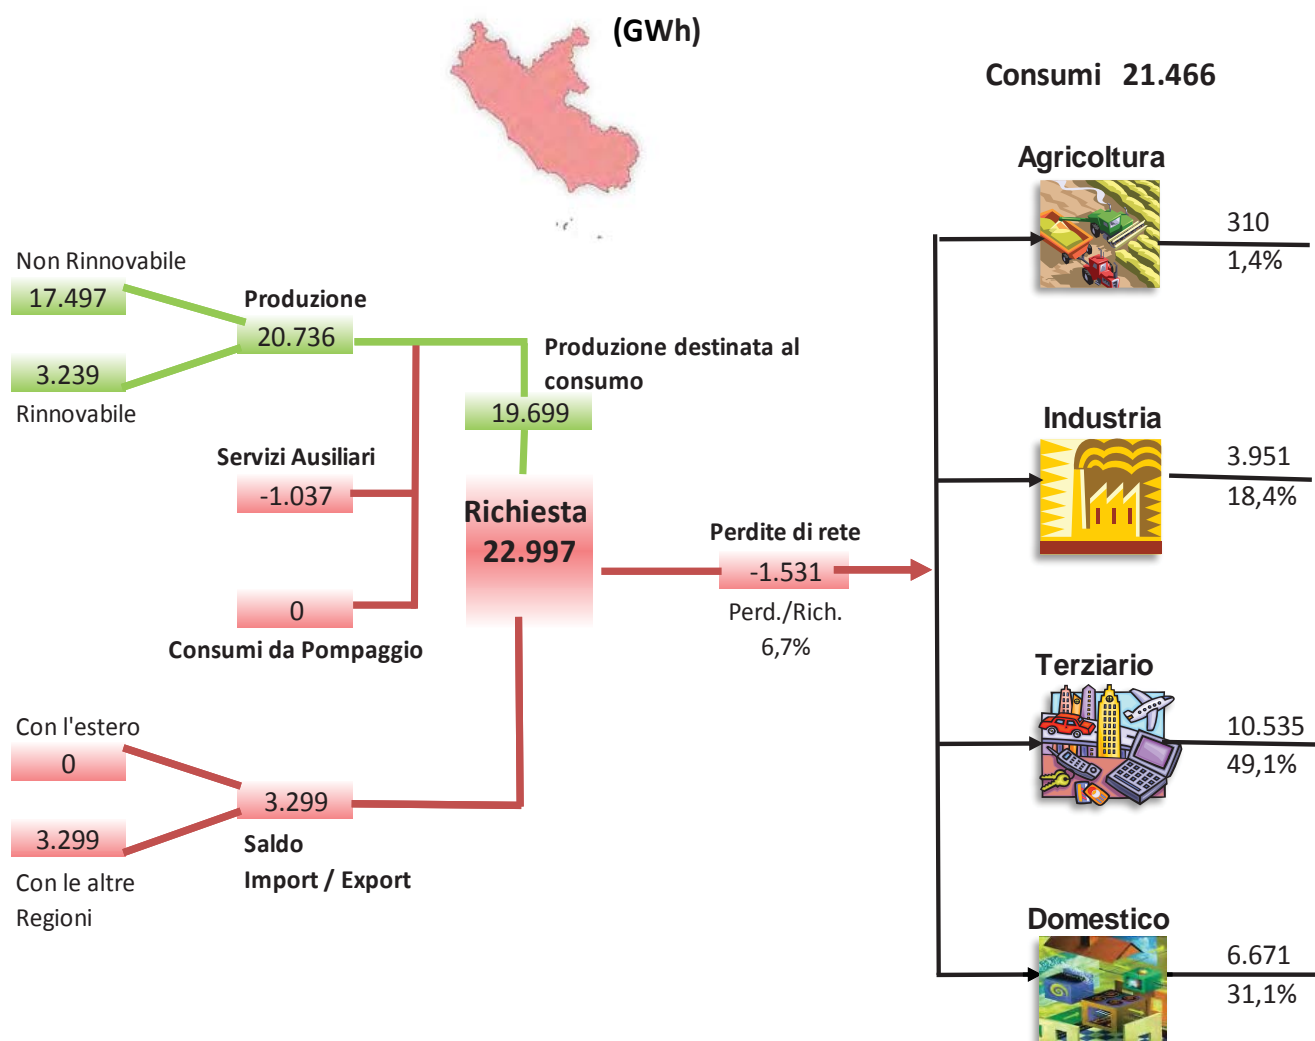 (GWh)
Consumi 21.466
Non Rinnovabile
17.497
3.239
Rinnovabile
Produzione
20.736
Servizi Ausiliari
-1.037
0
Consumi da Pompaggio
Produzione destinata al
consumo
19.699
Richiesta
22.997
Con l'estero
0
3.299
Con le altre
Regioni
3.299
Saldo
Import / Export
Perdite di rete
-1.531
Perd./Rich.
6,7%
Agricoltura
310
1,4%
Industria
3.951
18,4%
Terziario
10.535
49,1%
Domestico
6.671
31,1%